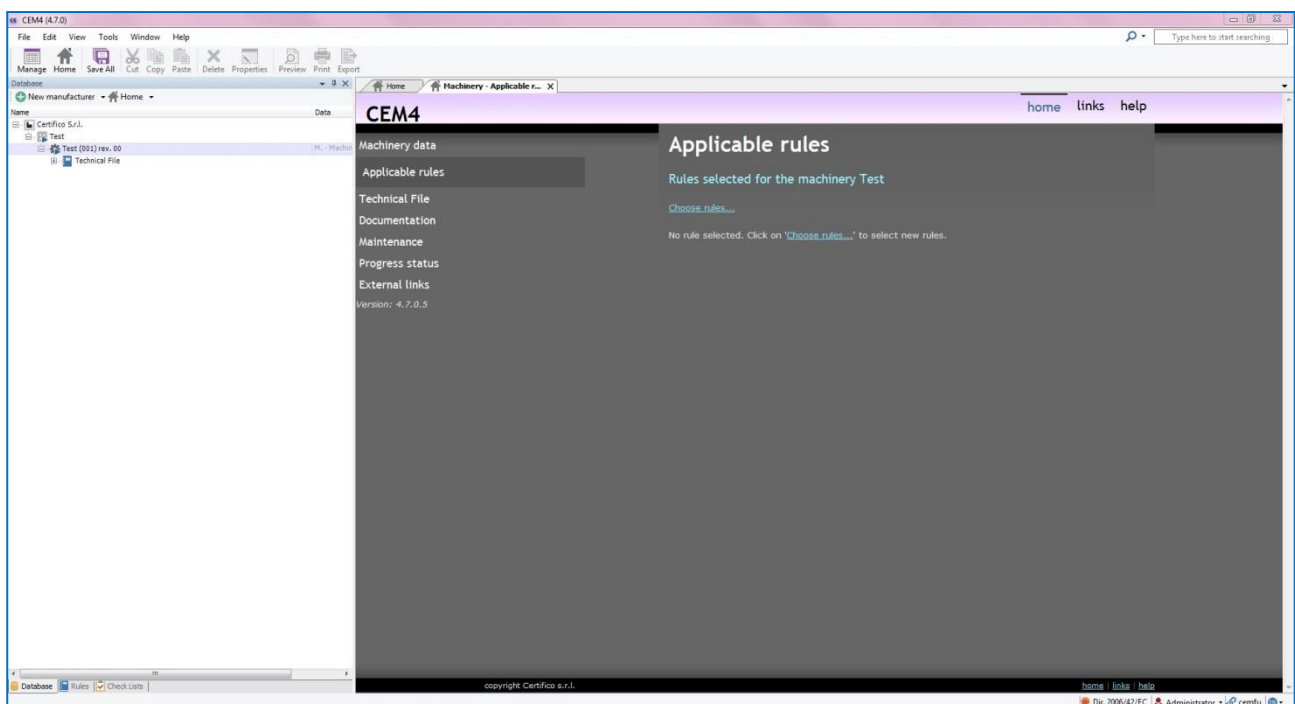 CEM4 (4.7.0)
File Edit View Tools Window Help
Type here to start searching
Manage Home Save All Cut Copy Paste Delete Properties Preview Print Export
Database
Home Machinery - Applicable r... X
New manufacturer Home
Name Data
Certifico S.r.l.
Test
Test (001) rev. 00 M, - Machin
Technical File
CEM4
home links help
Machinery data
Applicable rules
Technical File
Documentation
Maintenance
Progress status
External links
Version: 4.7.0.5
Applicable rules
Rules selected for the machinery Test
Choose rules...
No rule selected. Click on 'Choose rules...' to select new rules.
Database Rules Check Lists
copyright Certifico s.r.l.
home | links | help
Dir. 2006/42/EC Administrator cemfu